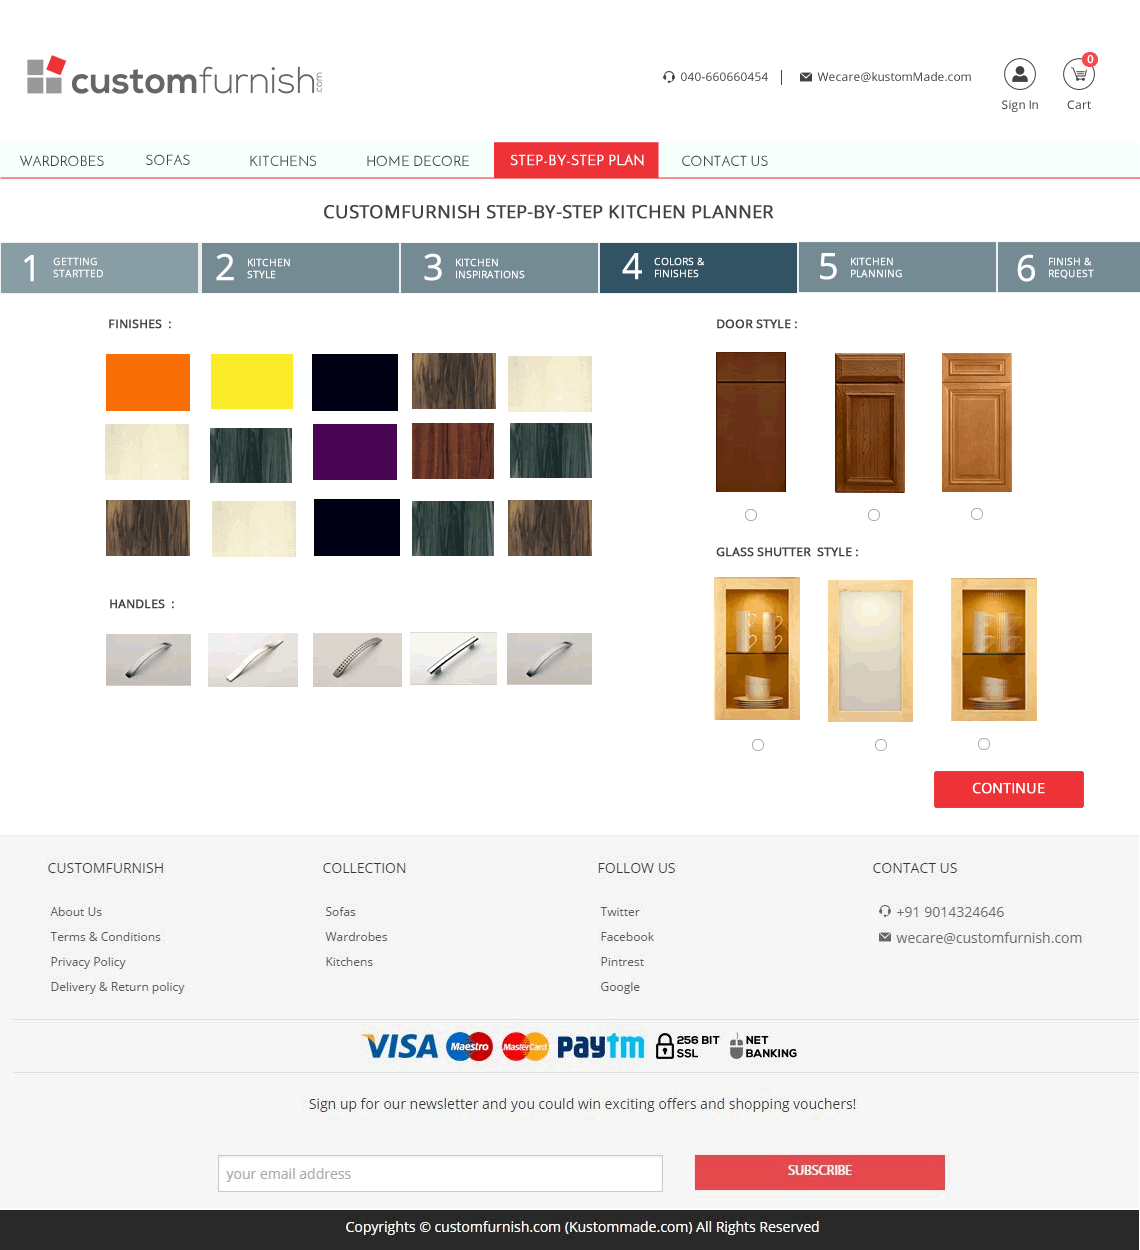 customfurnish.com
040-660660454
Wecare@kustomMade.com
0
Sign In
Cart
WARDROBES
SOFAS
KITCHENS
HOME DECORE
STEP-BY-STEP PLAN
CONTACT US
CUSTOMFURNISH STEP-BY-STEP KITCHEN PLANNER
1 GETTING
STARTTED
2 KITCHEN
STYLE
3 KITCHEN
INSPIRATIONS
4 COLORS &
FINISHES
5 KITCHEN
PLANNING
6 FINISH &
REQUEST
FINISHES :
HANDLES :
DOOR STYLE :
GLASS SHUTTER STYLE :
CONTINUE
CUSTOMFURNISH
About Us
Terms & Conditions
Privacy Policy
Delivery & Return policy
COLLECTION
Sofas
Wardrobes
Kitchens
FOLLOW US
Twitter
Facebook
Pintrest
Google
CONTACT US
+91 9014324646
wecare@customfurnish.com
VISA
Maestro
MasterCard
paytm
256 BIT
SSL
NET
BANKING
Sign up for our newsletter and you could win exciting offers and shopping vouchers!
your email address
SUBSCRIBE
Copyrights © customfurnish.com (Kustommade.com) All Rights Reserved